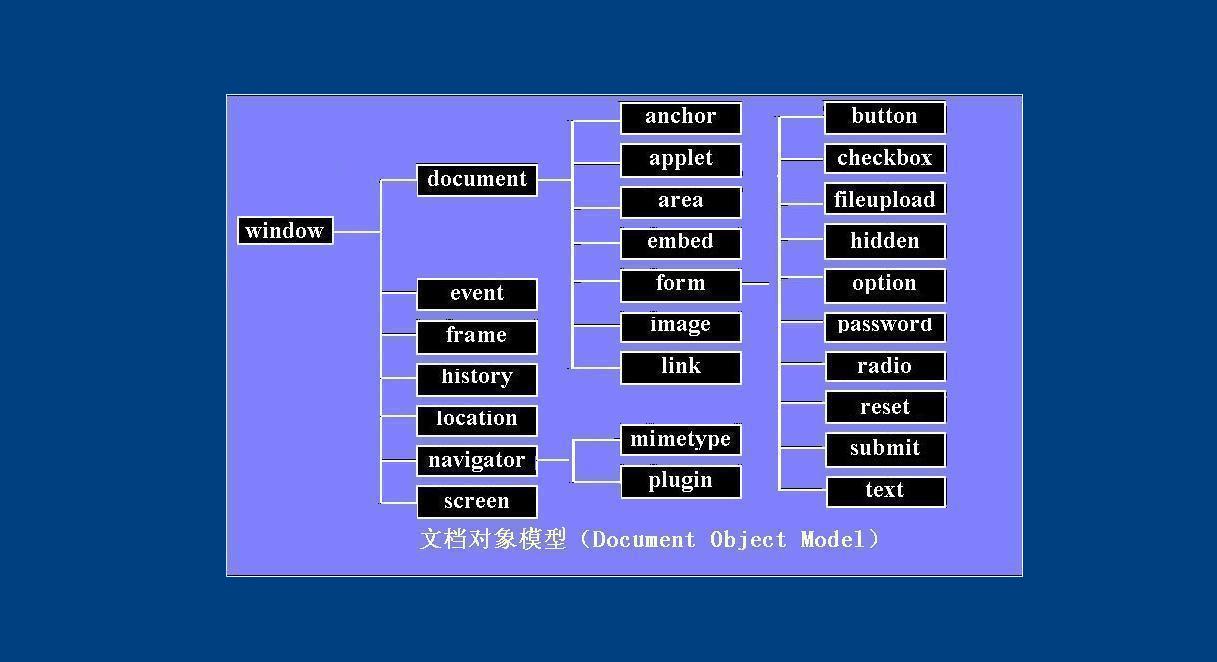 window
document
event
frame
history
location
navigator
screen
anchor
applet
area
embed
form
image
link
mimetype
plugin
button
checkbox
fileupload
hidden
option
password
radio
reset
submit
text
文档对象模型（Document Object Model）